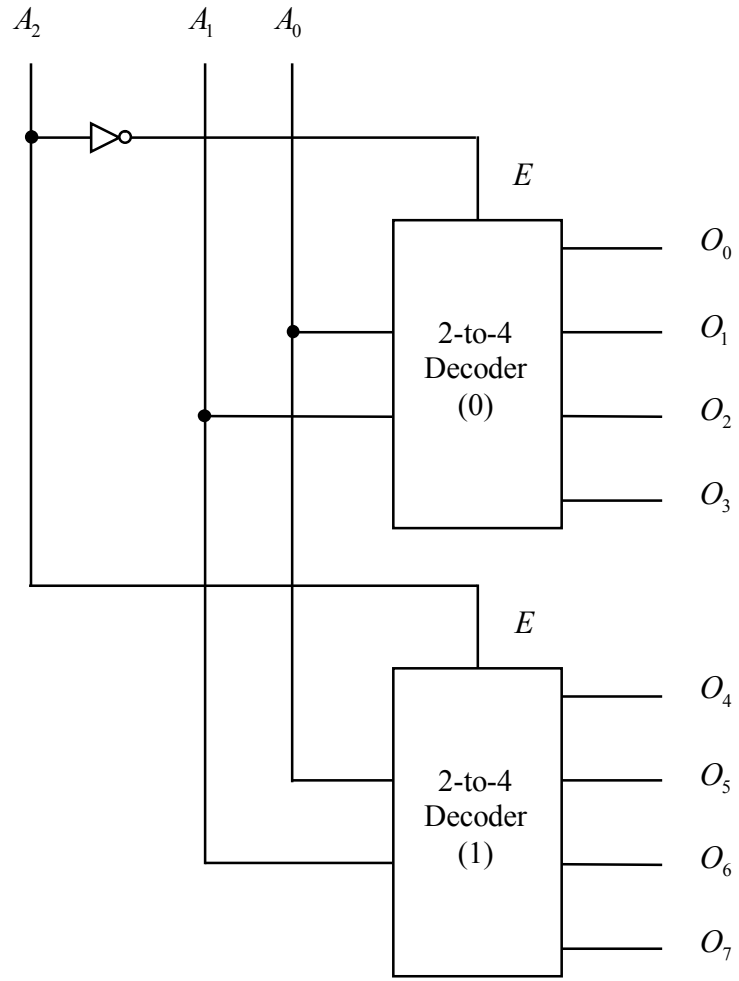 A₂ A₁ A₀
E
O₀
O₁
2-to-4
Decoder
(0)
O₂
O₃
E
O₄
2-to-4
Decoder
(1)
O₅
O₆
O₇